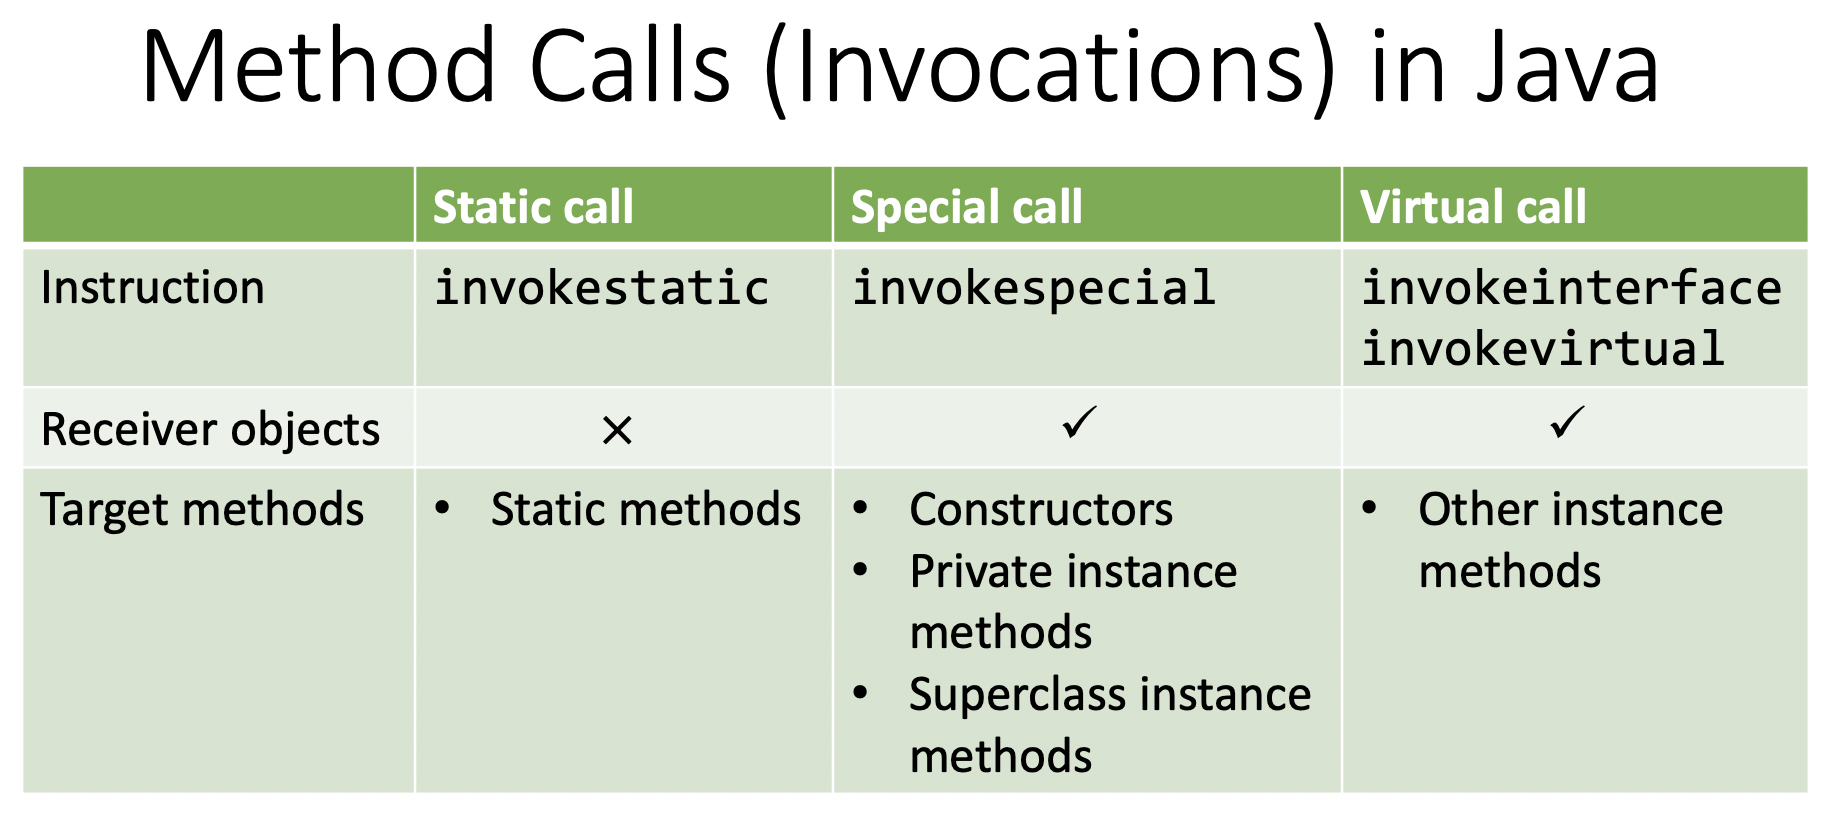 Method Calls (Invocations) in Java
Static call
Special call
Virtual call
Instruction
invokestatic
invokespecial
invokeinterface
invokevirtual
Receiver objects
×
✓
✓
Target methods
• Static methods
• Constructors
• Private instance
methods
• Superclass instance
methods
• Other instance
methods